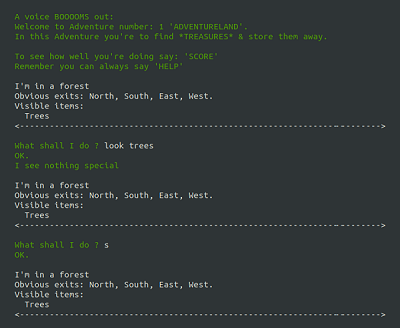 A voice BOOOOMS out:
Welcome to Adventure number: 1 'ADVENTURELAND'.
In this Adventure you're to find *TREASURES* & store them away.
To see how well you're doing say: 'SCORE'
Remember you can always say 'HELP'
I'm in a forest
Obvious exits: North, South, East, West.
Visible items:
Trees
<----------------------------------------------------------------------->
What shall I do ? look trees
OK.
I see nothing special
I'm in a forest
Obvious exits: North, South, East, West.
Visible items:
Trees
<----------------------------------------------------------------------->
What shall I do ? s
OK.
I'm in a forest
Obvious exits: North, South, East, West.
Visible items:
Trees
<----------------------------------------------------------------------->